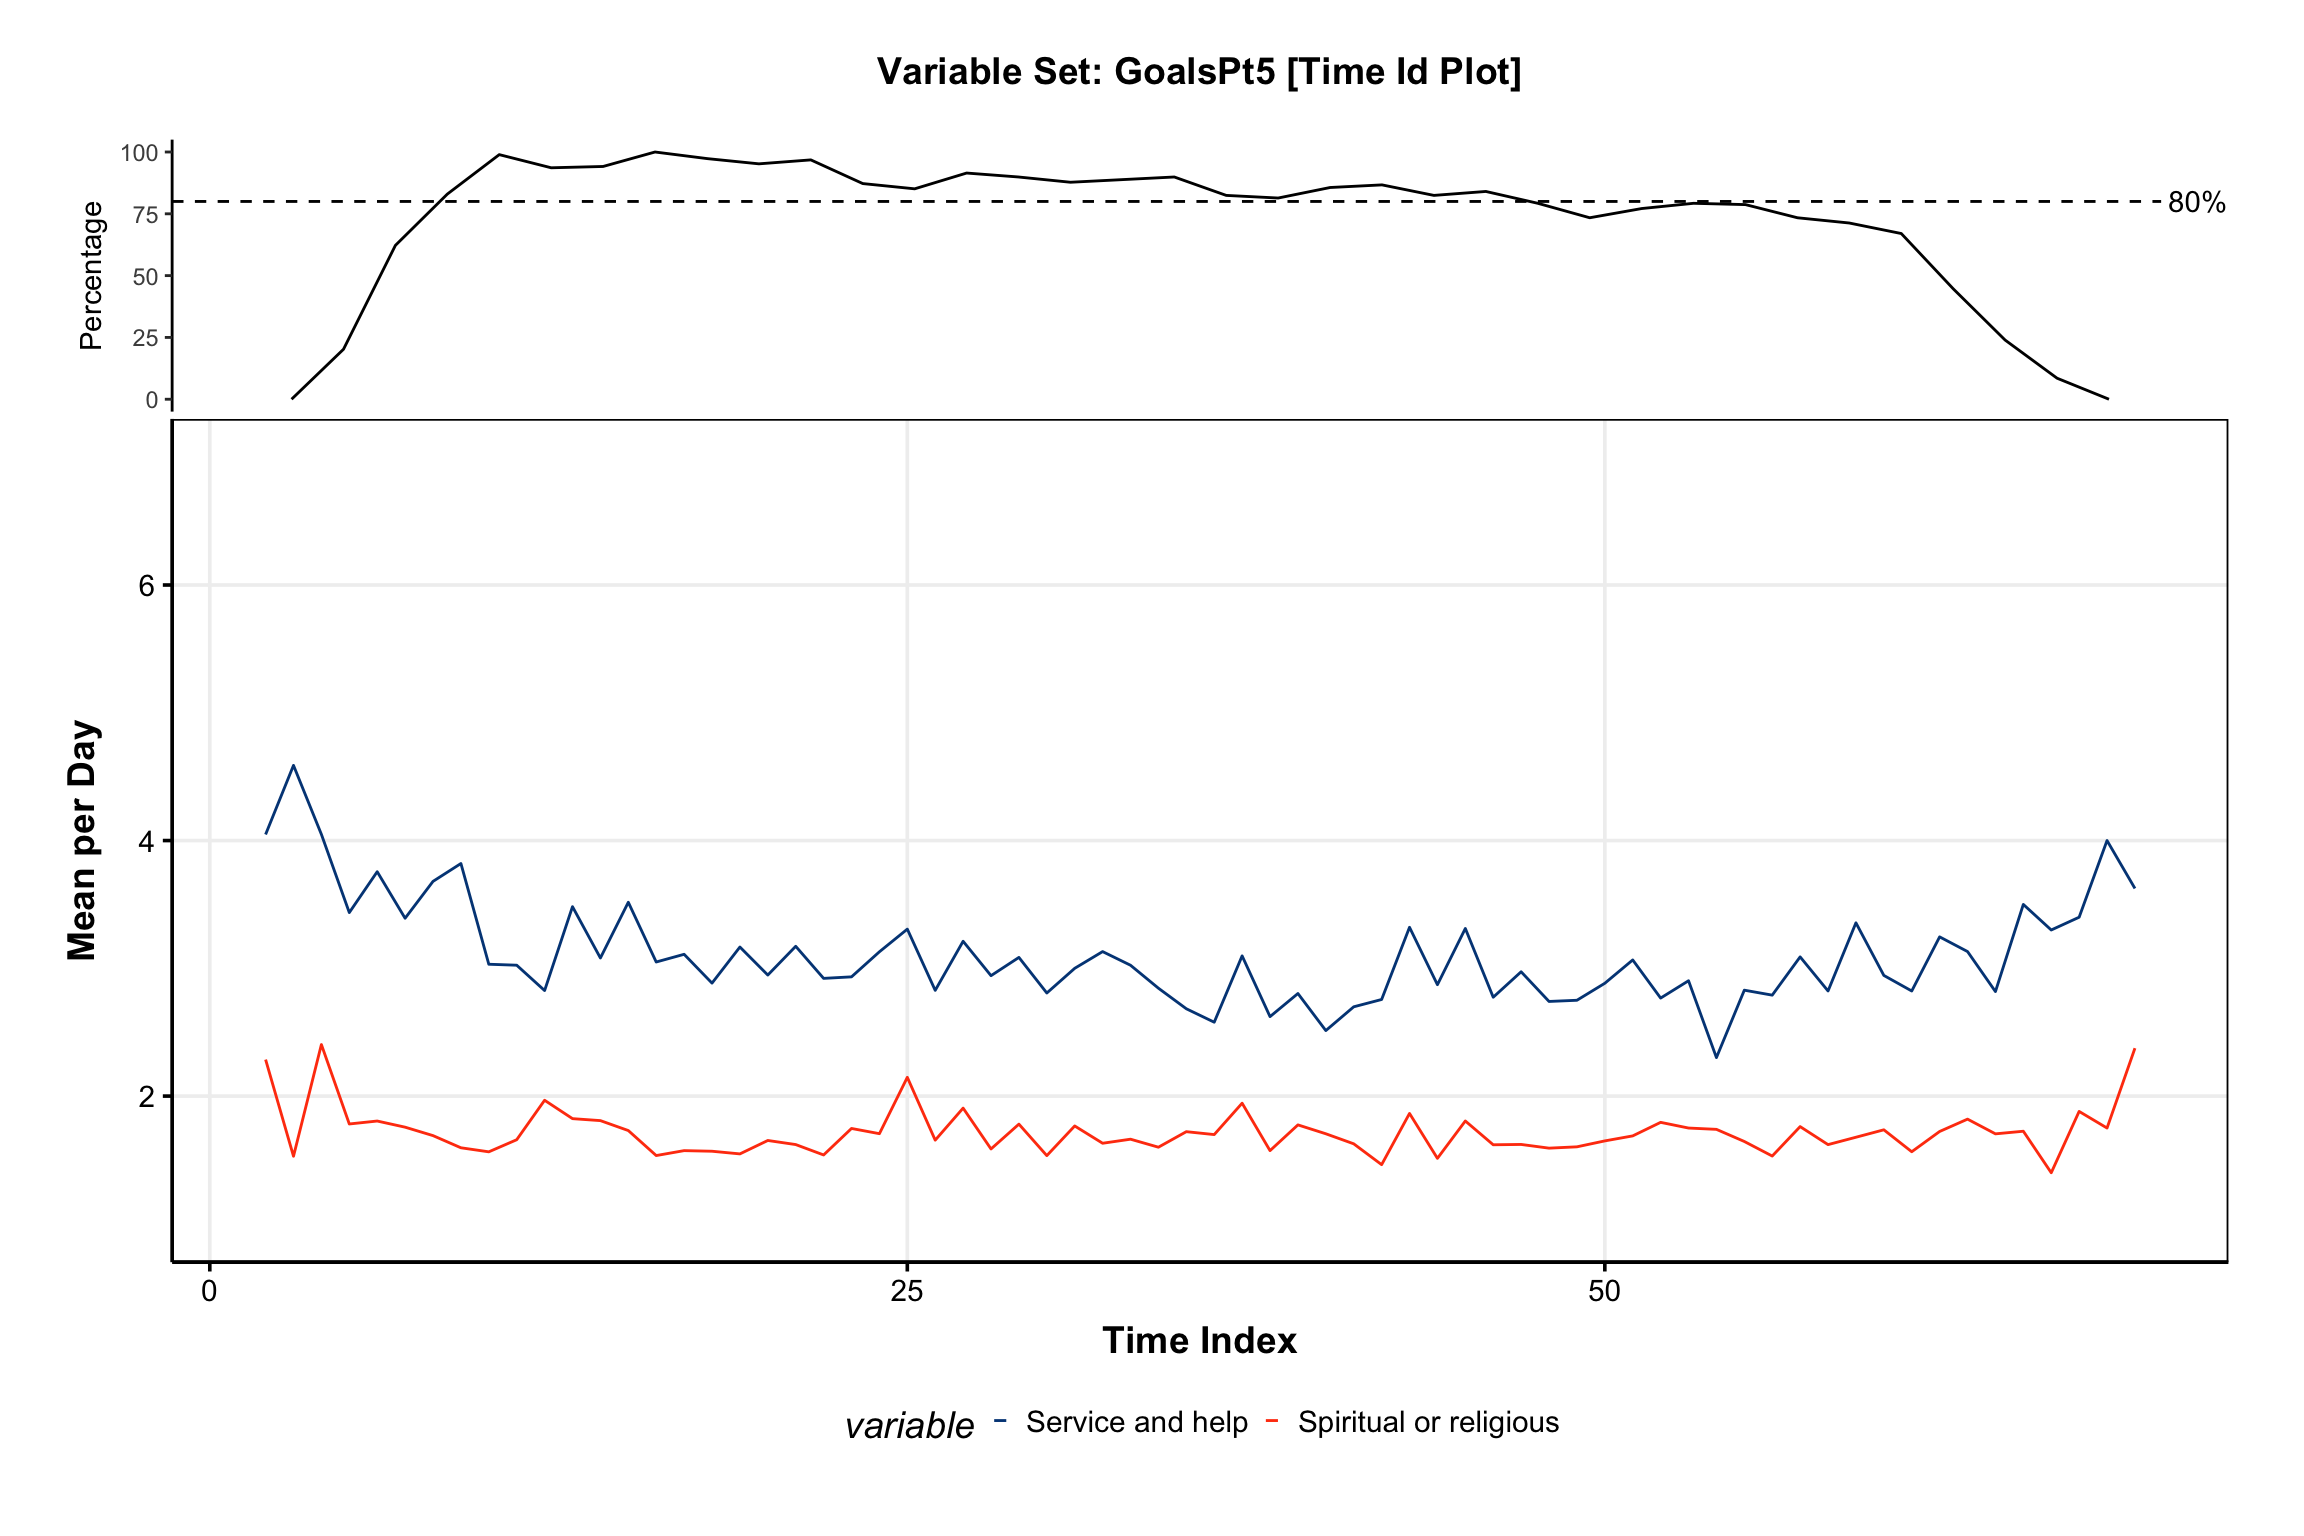 Variable Set: GoalsPt5 [Time Id Plot]
100
75
50
25
0
Percentage
80%
6
4
2
Mean per Day
0 25 50
Time Index
variable Service and help Spiritual or religious